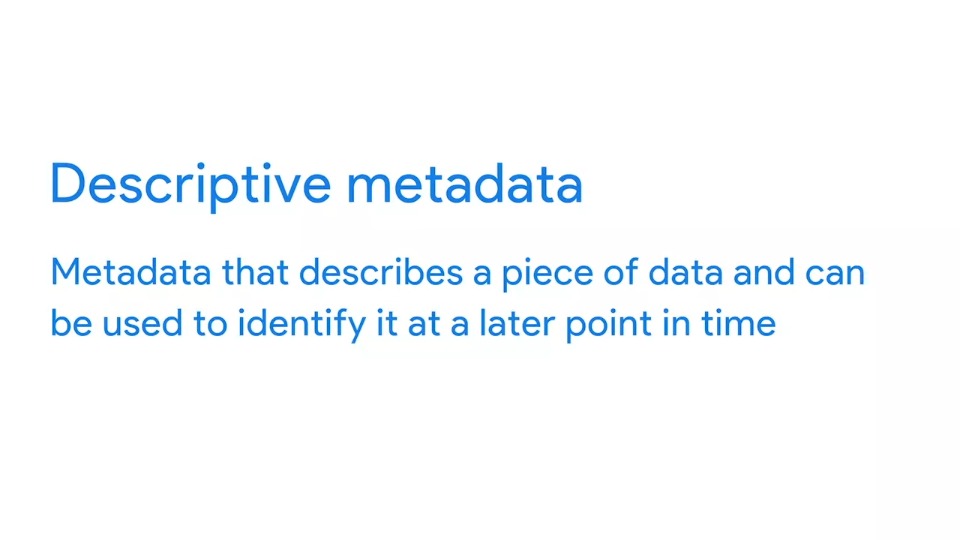 Descriptive metadata
Metadata that describes a piece of data and can
be used to identify it at a later point in time